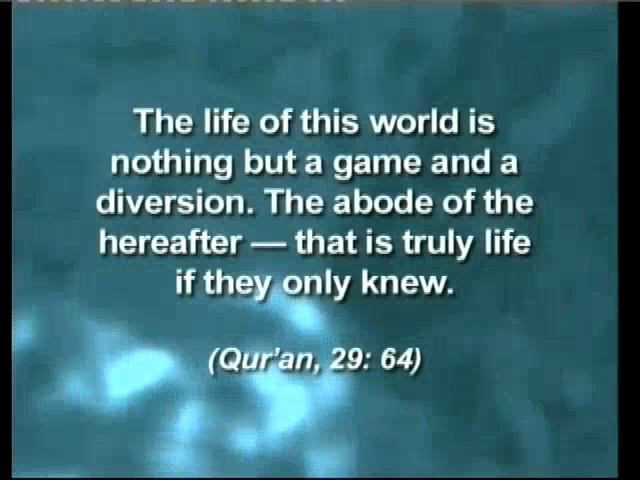 The life of this world is
nothing but a game and a
diversion. The abode of the
hereafter — that is truly life
if they only knew.
(Qur'an, 29: 64)